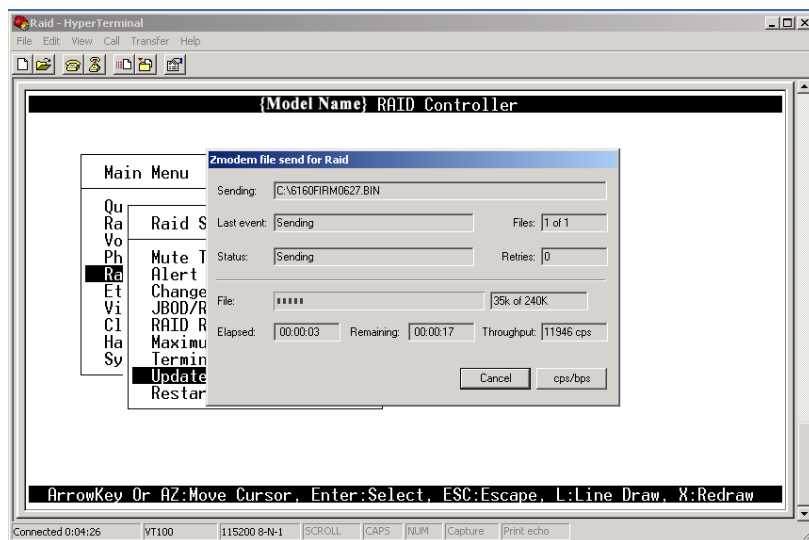 Raid - HyperTerminal
File Edit View Call Transfer Help
{Model Name} RAID Controller
Main Menu
Qu
Ra
Vo
Ph
Ra
Et
Vi
Cl
Ha
Sy
Raid S
Mute T
Alert
Change
JBOD/R
RAID R
Maximu
Termin
Update
Restar
Zmodem file send for Raid
Sending: C:\6160FIRM0627.BIN
Last event: Sending Files: 1 of 1
Status: Sending Retries: 0
File: 35k of 240K
Elapsed: 00:00:03 Remaining: 00:00:17 Throughput: 11946 cps
Cancel cps/bps
ArrowKey Or AZ:Move Cursor, Enter:Select, ESC:Escape, L:Line Draw, X:Redraw
Connected 0:04:26 VT100 115200 8-N-1 SCROLL CAPS NUM Capture Print echo